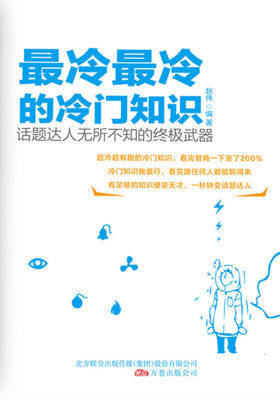 最冷最冷
的冷门知识
赵伟 编著
话题达人无所不知的终极武器
超冷超有趣的冷门知识，看完智商一下涨了200%
冷门知识我最行，看完跟任何人都能聊得来
有足够的知识便是天才，一秒钟变话题达人
北方联合出版传媒（集团）股份有限公司
万卷出版公司